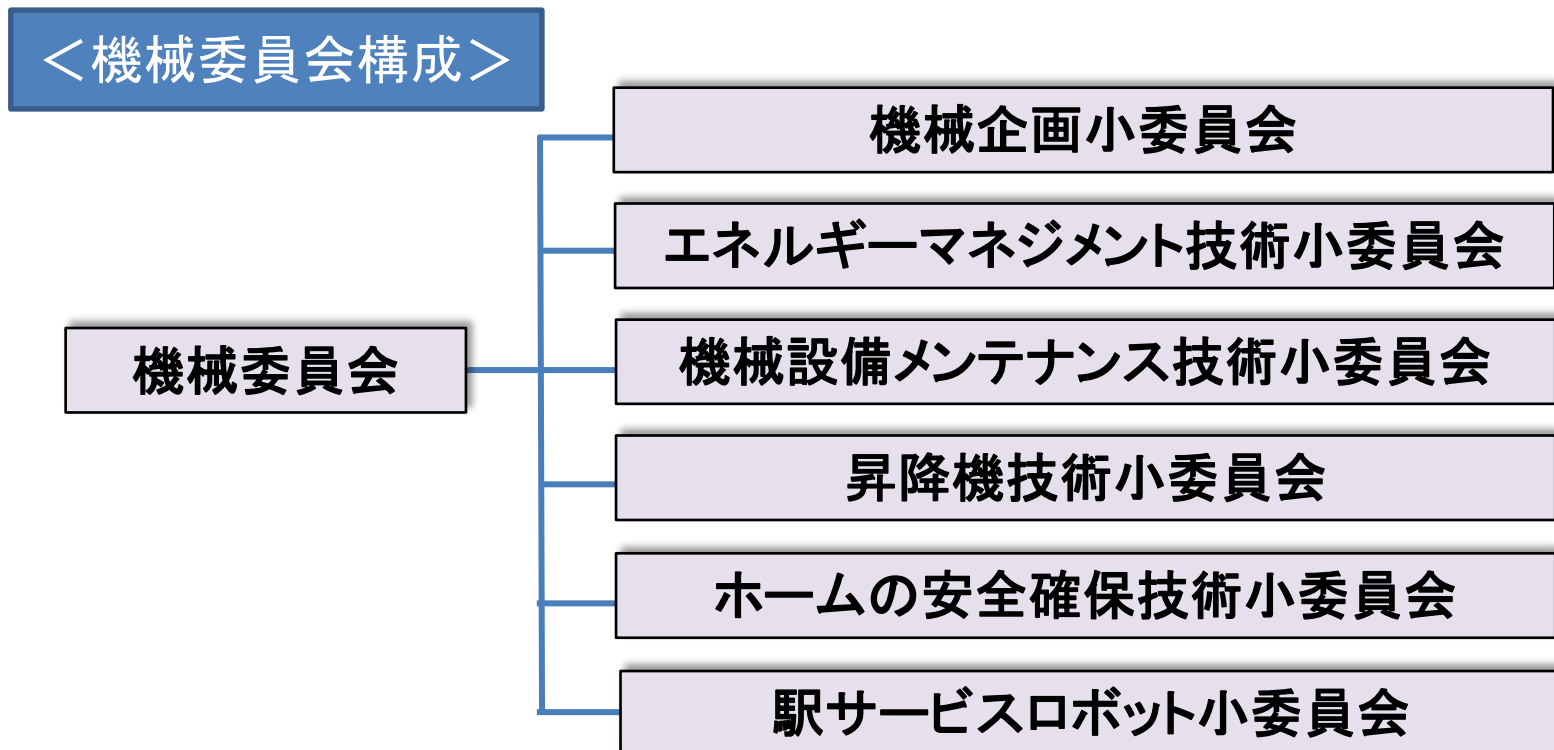 ＜機械委員会構成＞
機械企画小委員会
エネルギーマネジメント技術小委員会
機械委員会
機械設備メンテナンス技術小委員会
昇降機技術小委員会
ホームの安全確保技術小委員会
駅サービスロボット小委員会